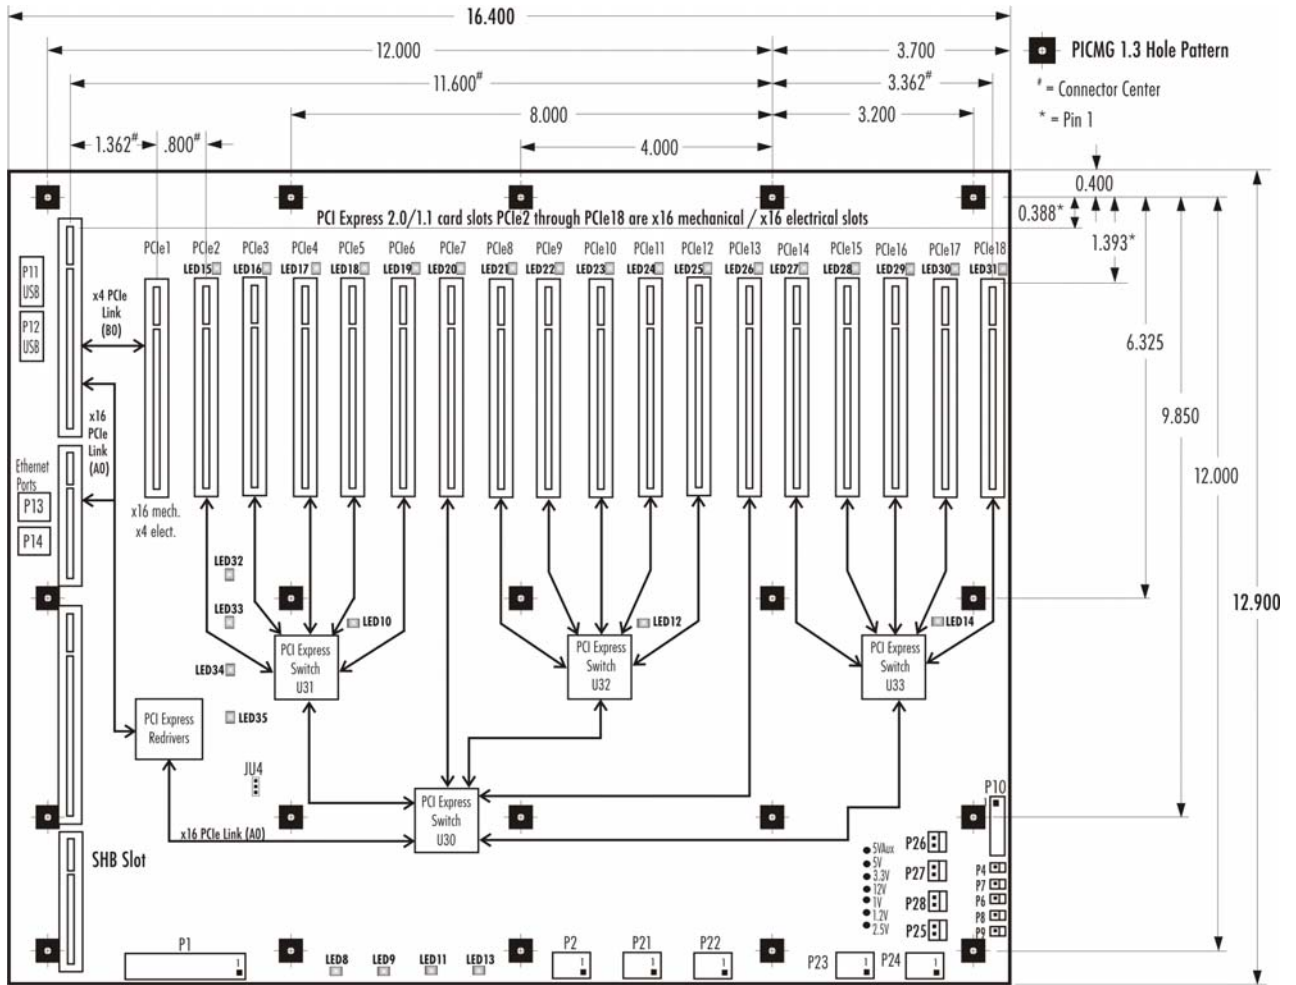 16.400
12.000
3.700
PICMG 1.3 Hole Pattern
11.600#
3.362#
# = Connector Center
8.000
3.200
* = Pin 1
1.362#
.800#
4.000
0.400
PCI Express 2.0/1.1 card slots PCIe2 through PCIe18 are x16 mechanical / x16 electrical slots
0.388*
1.393*
PCIe1
PCIe2
PCIe3
PCIe4
PCIe5
PCIe6
PCIe7
PCIe8
PCIe9
PCIe10
PCIe11
PCIe12
PCIe13
PCIe14
PCIe15
PCIe16
PCIe17
PCIe18
LED15
LED16
LED17
LED18
LED19
LED20
LED21
LED22
LED23
LED24
LED25
LED26
LED27
LED28
LED29
LED30
LED31
P11
USB
P12
USB
x4 PCIe
Link
(B0)
6.325
9.850
12.000
12.900
x16
PCIe
Link
(A0)
Ethernet
Ports
P13
P14
x16 mech.
x4 elect.
LED32
LED33
LED10
LED12
LED14
LED34
LED35
PCI Express
Switch
U31
PCI Express
Switch
U32
PCI Express
Switch
U33
PCI Express
Redrivers
JU4
PCI Express
Switch
U30
x16 PCIe Link (A0)
P10
1
SHB Slot
5VAux
5V
3.3V
12V
1V
1.2V
2.5V
P26
P27
P28
P25
P4
P7
P6
P8
P9
P1
1
LED8
LED9
LED11
LED13
P2
1
P21
1
P22
1
P23
1
P24
1